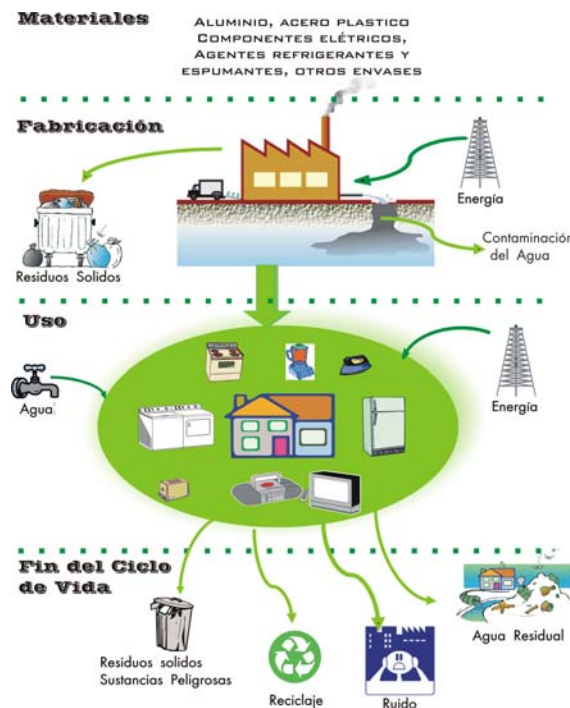 Materiales
ALUMINIO, ACERO PLASTICO
COMPONENTES ELÉTRICOS,
AGENTES REFRIGERANTES Y
ESPUMANTES, OTROS ENVASES
Fabricación
Energía
Residuos Solidos
Contaminación
del Agua
Uso
Agua.
Energía
Fin del Ciclo
de Vida
Residuos solidos
Sustancias Peligrosas
Reciclaje
Ruido
Agua Residual